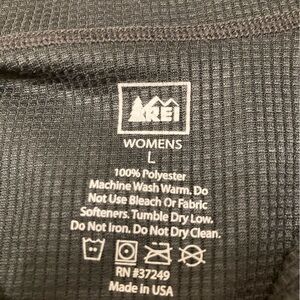 REI
WOMENS
L
100% Polyester
Machine Wash Warm. Do
Not Use Bleach Or Fabric
Softeners. Tumble Dry Low.
Do Not Iron. Do Not Dry Clean.
RN #37249
Made in USA